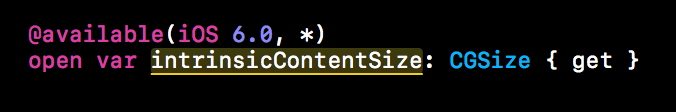 @available(iOS 6.0, *)
open var intrinsicContentSize: CGSize { get }